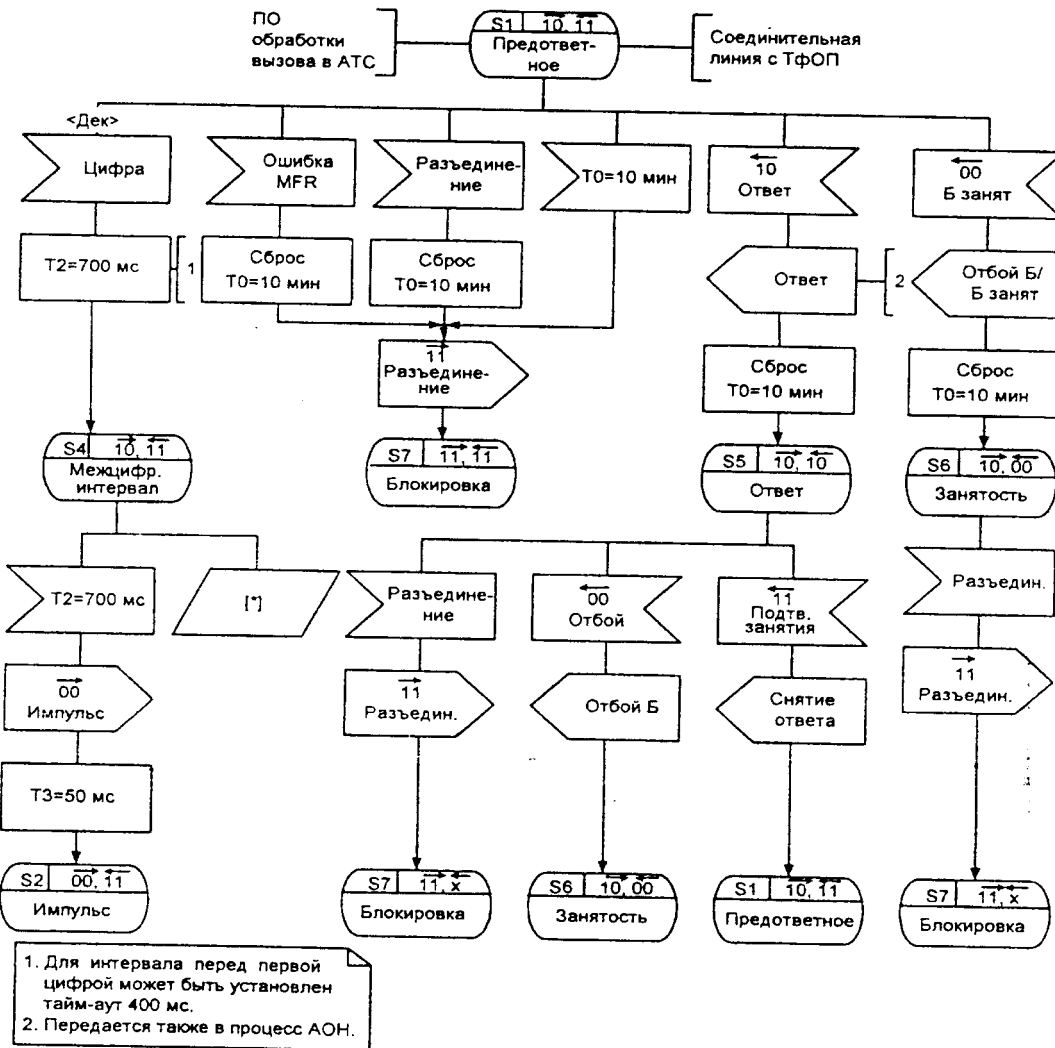 ПО
обработки
вызова в АТС
S1 10, 11
Предответ-
ное
Соединительная
линия с ТфОП
<Дек>
Цифра
Ошибка
MFR
Разъедине-
ние
T0=10 мин
10
Ответ
00
Б занят
T2=700 мс
1
Сброс
T0=10 мин
Сброс
T0=10 мин
Ответ
2
Отбой Б/
Б занят
11
Разъедине-
ние
Сброс
T0=10 мин
Сброс
T0=10 мин
S4 10, 11
Межцифр.
интервал
S7 11, 11
Блокировка
S5 10, 10
Ответ
S6 10, 00
Занятость
T2=700 мс
[*]
Разъедине-
ние
00
Отбой
11
Подтв.
занятия
Разъедин.
00
Импульс
11
Разъедин.
Отбой Б
Снятие
ответа
11
Разъедин.
T3=50 мс
S2 00, 11
Импульс
S7 11, x
Блокировка
S6 10, 00
Занятость
S1 10, 11
Предответное
S7 11, x
Блокировка
1. Для интервала перед первой
цифрой может быть установлен
тайм-аут 400 мс.
2. Передается также в процесс АОН.